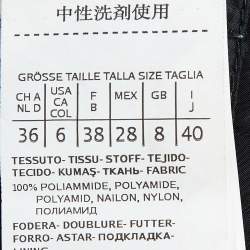 中性洗剤使用
GRÖSSE TAILLE TALLA SIZE TAGLIA
CH A NL D USA CA CO F B MEX GB I J
36 6 38 28 8 40
TESSUTO- TISSU- STOFF- TEJIDO-
TECIDO- KUMAŞ- ТКАНЬ- FABRIC
100% POLIAMMIDE, POLYAMIDE,
POLYAMID, NAILON, NYLON,
ПОЛИАМИД
FODERA- DOUBLURE- FUTTER-
FORRO- ASTAR- ПОДКЛАДКА-